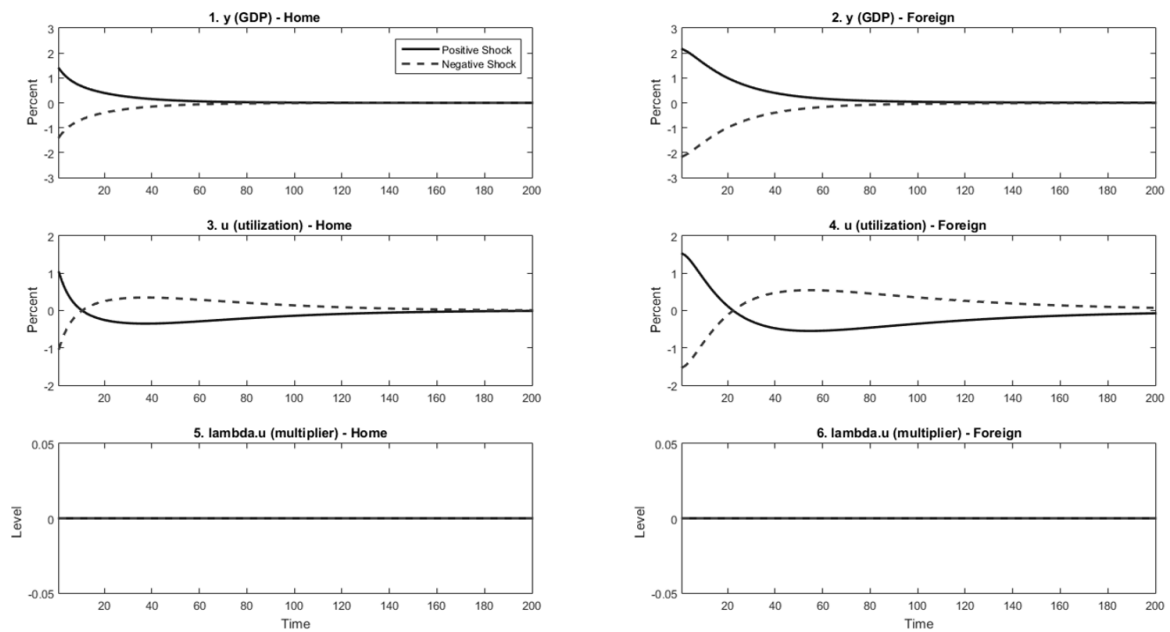 1. y (GDP) - Home
3
2
1
0
-1
-2
-3
Percent
20 40 60 80 100 120 140 160 180 200
Positive Shock
Negative Shock
2. y (GDP) - Foreign
3
2
1
0
-1
-2
-3
Percent
20 40 60 80 100 120 140 160 180 200
3. u (utilization) - Home
2
1
0
-1
-2
Percent
20 40 60 80 100 120 140 160 180 200
4. u (utilization) - Foreign
2
1
0
-1
-2
Percent
20 40 60 80 100 120 140 160 180 200
5. lambda.u (multiplier) - Home
0.05
0
-0.05
Level
20 40 60 80 100 120 140 160 180 200
Time
6. lambda.u (multiplier) - Foreign
0.05
0
-0.05
Level
20 40 60 80 100 120 140 160 180 200
Time